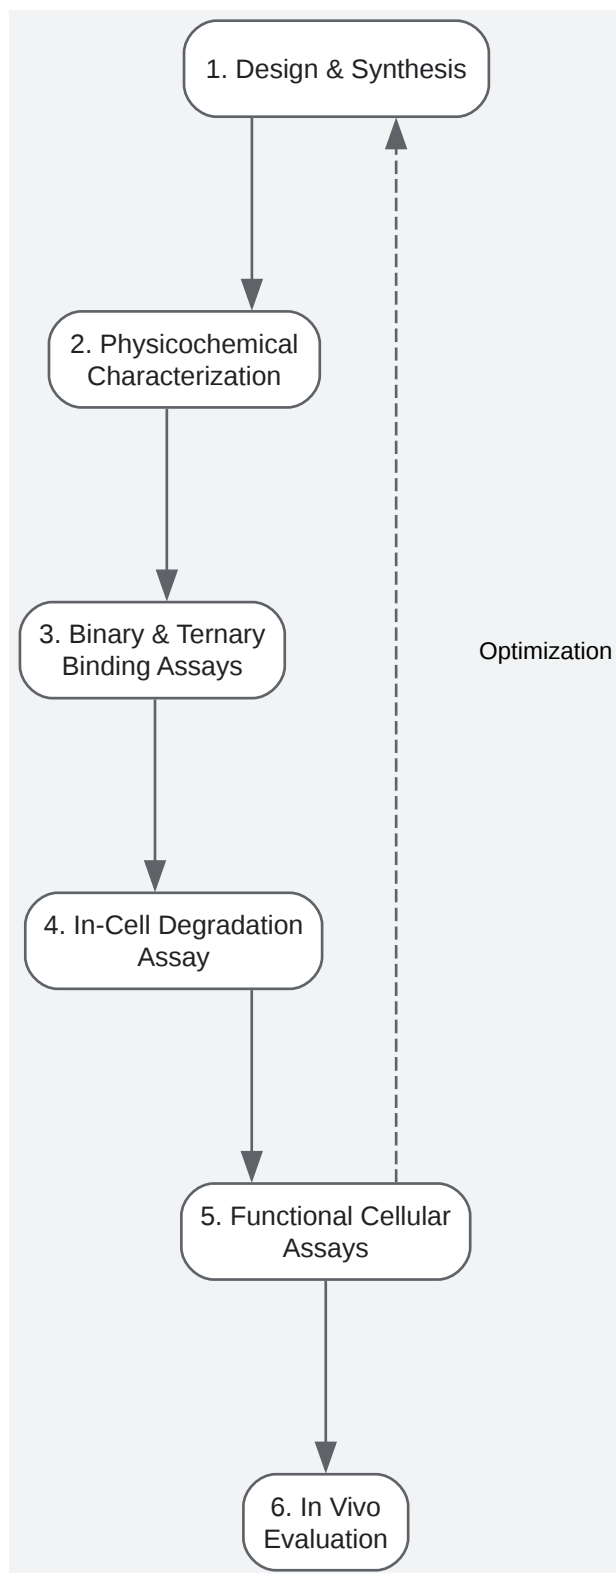 1. Design & Synthesis
2. Physicochemical
Characterization
3. Binary & Ternary
Binding Assays
Optimization
4. In-Cell Degradation
Assay
5. Functional Cellular
Assays
6. In Vivo
Evaluation